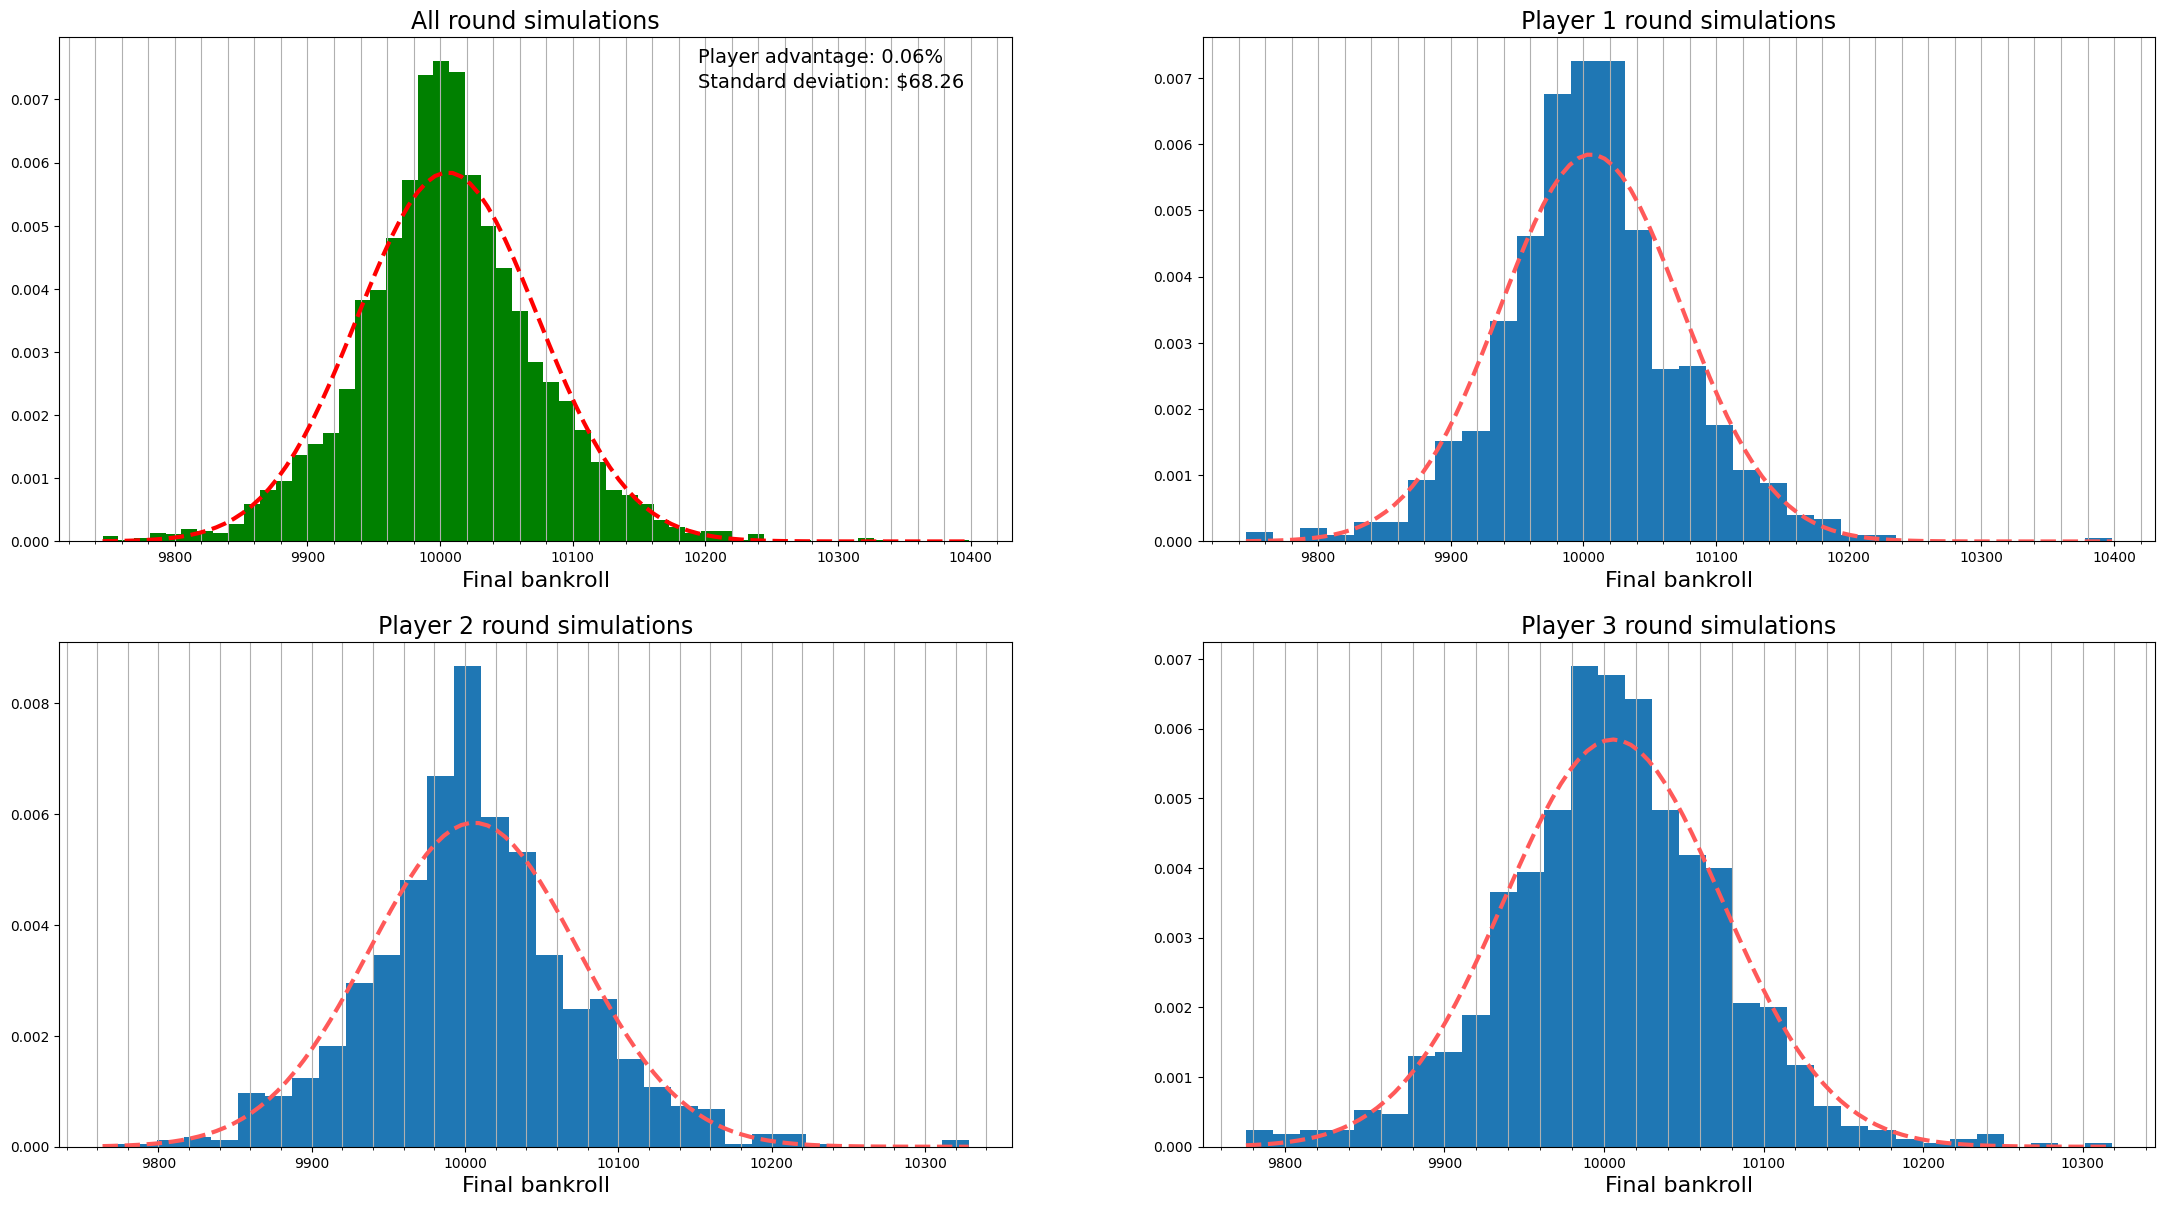 All round simulations
Player advantage: 0.06%
Standard deviation: $68.26
0.007
0.006
0.005
0.004
0.003
0.002
0.001
0.000
9800 9900 10000 10100 10200 10300 10400
Final bankroll
Player 1 round simulations
0.007
0.006
0.005
0.004
0.003
0.002
0.001
0.000
9800 9900 10000 10100 10200 10300 10400
Final bankroll
Player 2 round simulations
0.008
0.006
0.004
0.002
0.000
9800 9900 10000 10100 10200 10300
Final bankroll
Player 3 round simulations
0.007
0.006
0.005
0.004
0.003
0.002
0.001
0.000
9800 9900 10000 10100 10200 10300
Final bankroll